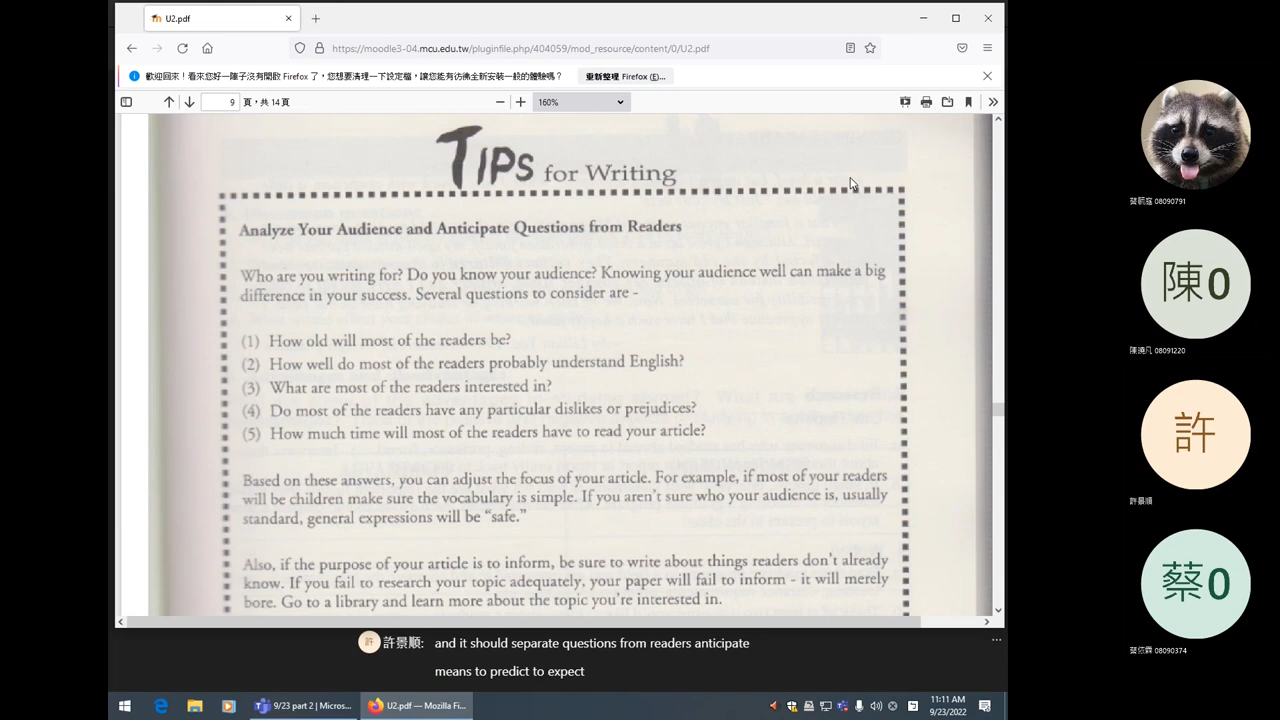 U2.pdf
https://moodle3-04.mcu.edu.tw/pluginfile.php/404059/mod_resource/content/0/U2.pdf
歡迎回來！看來您好一陣子沒有開啟 Firefox 了，您想要清理一下設定檔，讓您能有彷彿全新安裝一般的體驗嗎？ 重新整理 Firefox (E)...
9 頁，共 14 頁 160%
TIPS for Writing
Analyze Your Audience and Anticipate Questions from Readers
Who are you writing for? Do you know your audience? Knowing your audience well can make a big
difference in your success. Several questions to consider are -
(1) How old will most of the readers be?
(2) How well do most of the readers probably understand English?
(3) What are most of the readers interested in?
(4) Do most of the readers have any particular dislikes or prejudices?
(5) How much time will most of the readers have to read your article?
Based on these answers, you can adjust the focus of your article. For example, if most of your readers
will be children make sure the vocabulary is simple. If you aren't sure who your audience is, usually
standard, general expressions will be "safe."
Also, if the purpose of your article is to inform, be sure to write about things readers don't already
know. If you fail to research your topic adequately, your paper will fail to inform - it will merely
bore. Go to a library and learn more about the topic you're interested in.
許 許景順: and it should separate questions from readers anticipate
means to predict to expect
9/23 part 2 | Micros...
U2.pdf — Mozilla Fi...
11:11 AM
9/23/2022
08090791
陳0
陳曉凡 08091220
許
許景順
蔡0
蔡依霖 08090374